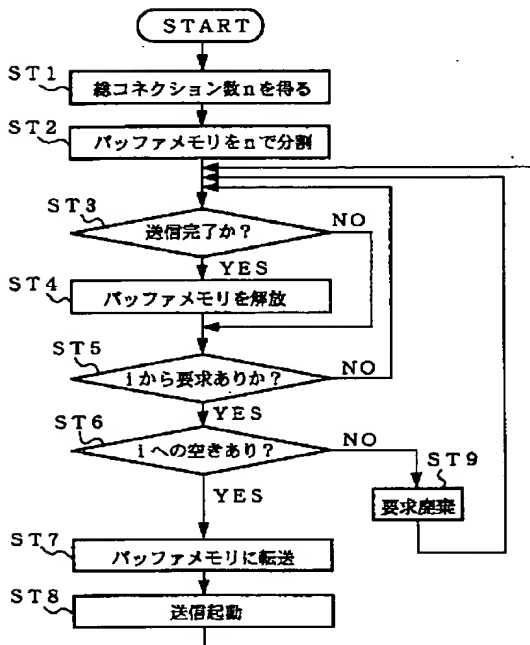 START
ST1
総コネクション数nを得る
ST2
バッファメモリをnで分割
ST3
送信完了か?
NO
YES
ST4
バッファメモリを解放
ST5
iから要求ありか?
NO
YES
ST6
iへの空きあり?
NO
ST9
YES
要求廃棄
ST7
バッファメモリに転送
ST8
送信起動